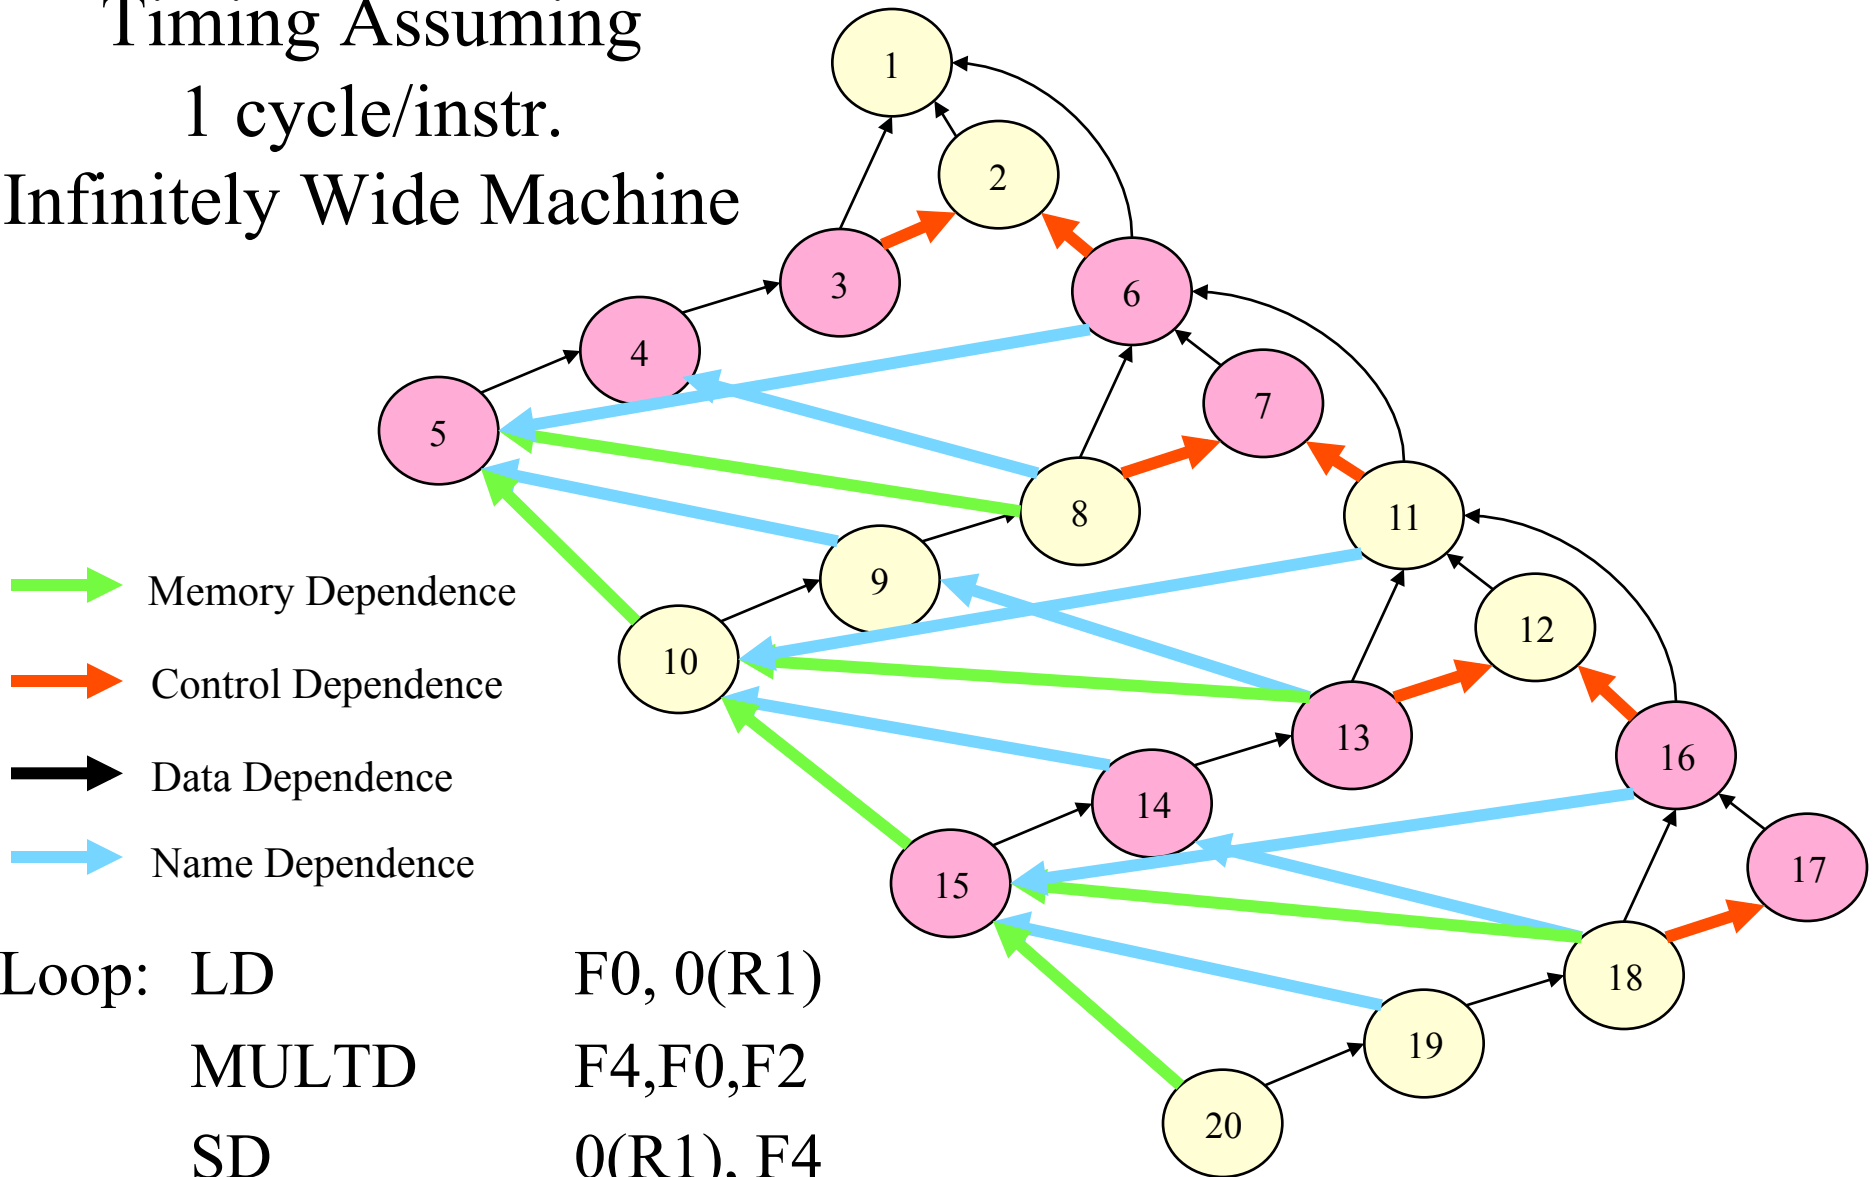 Timing Assuming
1 cycle/instr.
Infinitely Wide Machine
1
2
3
6
4
7
5
8
11
9
12
10
13
16
14
17
15
18
19
20
Memory Dependence
Control Dependence
Data Dependence
Name Dependence
Loop: LD F0, 0(R1)
MULTD F4,F0,F2
SD 0(R1), F4